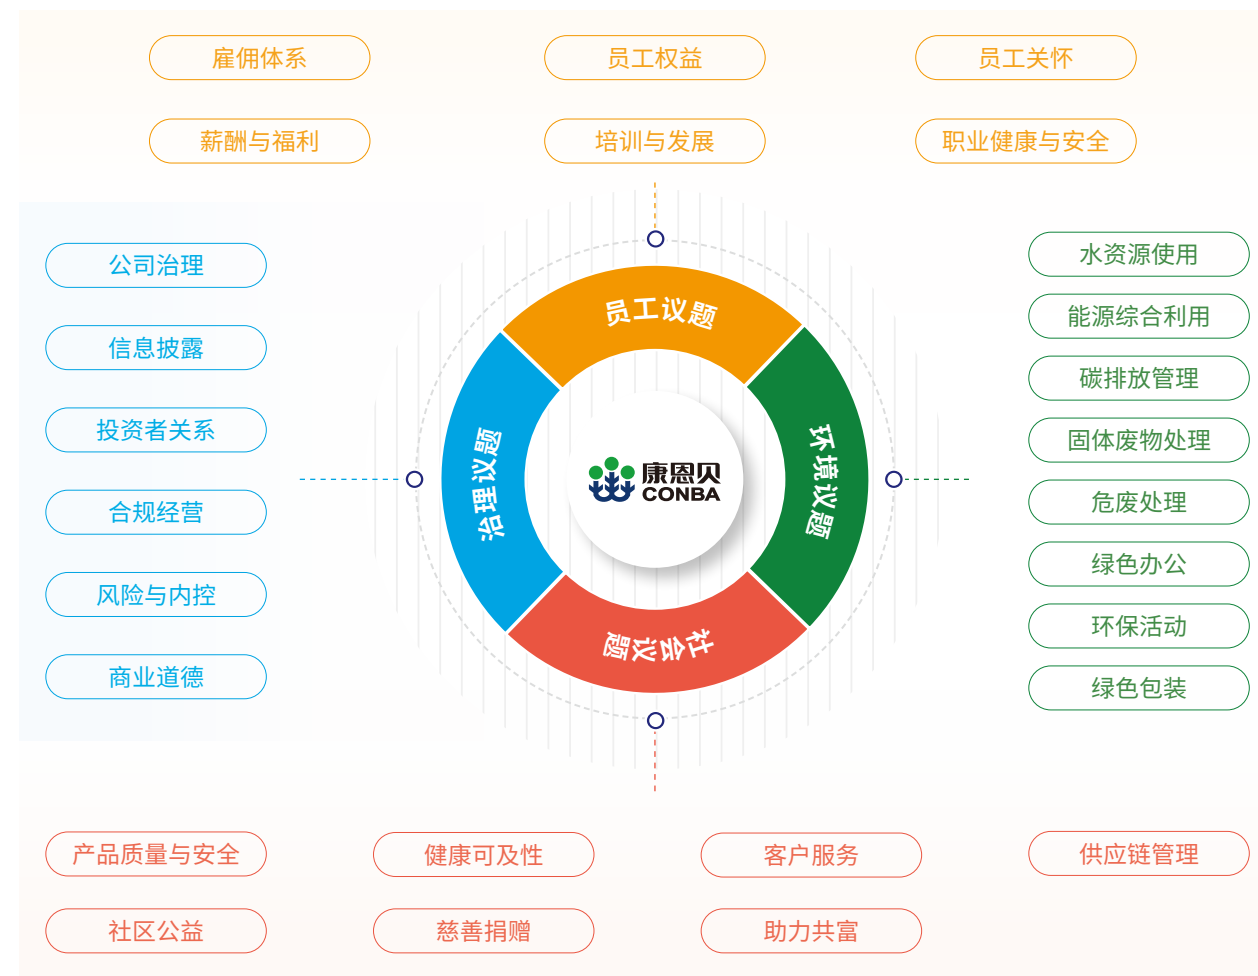 雇佣体系
员工权益
员工关怀
薪酬与福利
培训与发展
职业健康与安全
公司治理
信息披露
投资者关系
合规经营
风险与内控
商业道德
员工议题
治理议题
环境议题
社会议题
康恩贝
CONBA
水资源使用
能源综合利用
碳排放管理
固体废物处理
危废处理
绿色办公
环保活动
绿色包装
产品质量与安全
健康可及性
客户服务
供应链管理
社区公益
慈善捐赠
助力共富